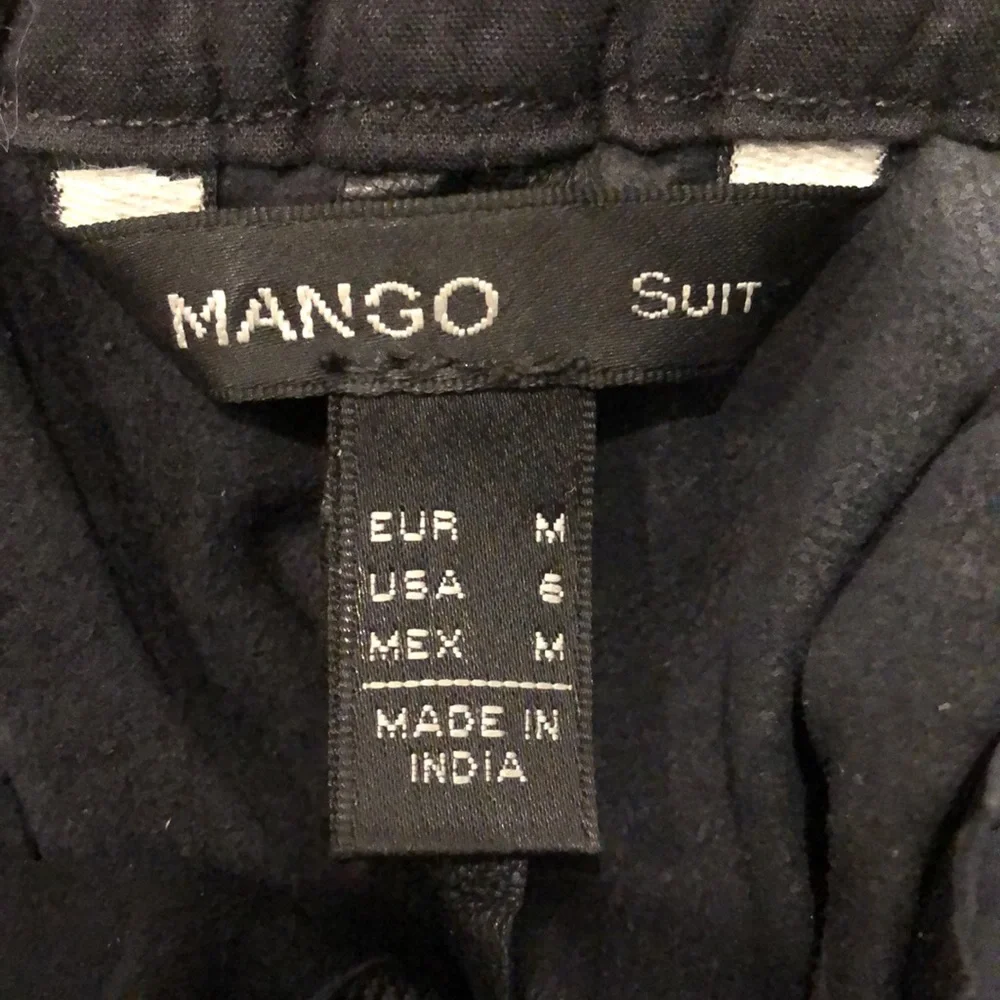 MANGO SUIT
EUR M
USA 6
MEX M
MADE IN
INDIA